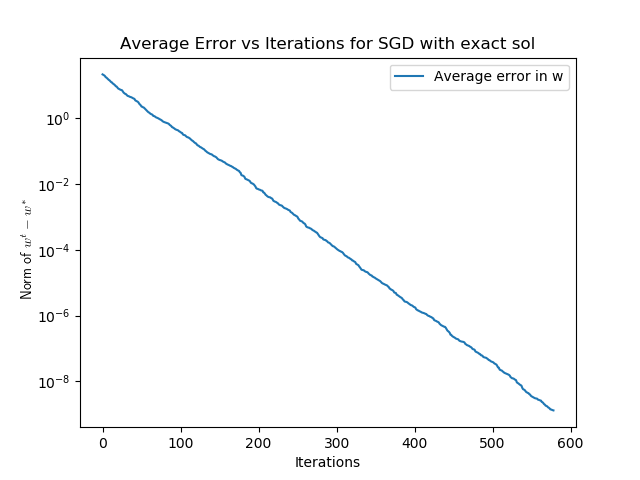 Average Error vs Iterations for SGD with exact sol
Average error in w
10^0
10^{-2}
10^{-4}
10^{-6}
10^{-8}
Norm of w^t − w^*
0 100 200 300 400 500 600
Iterations